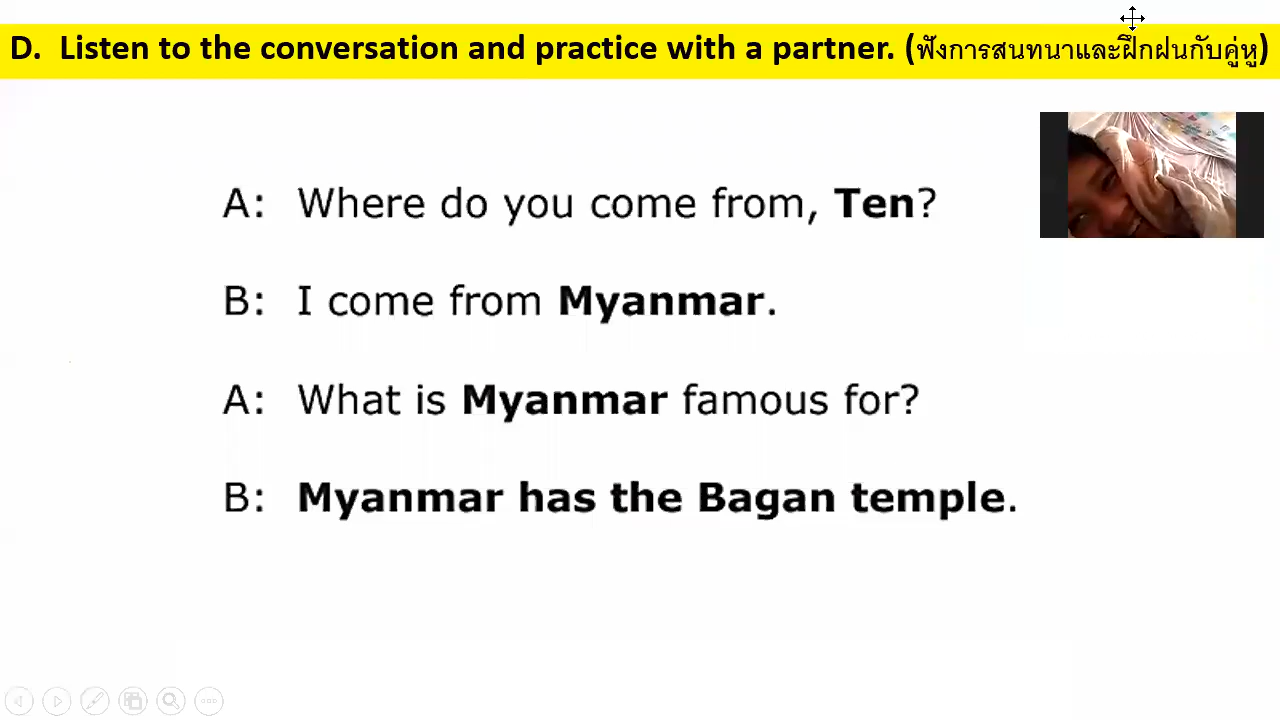 D. Listen to the conversation and practice with a partner. (ฟังการสนทนาและฝึกฝนกับคู่หู)
A: Where do you come from, Ten?
B: I come from Myanmar.
A: What is Myanmar famous for?
B: Myanmar has the Bagan temple.